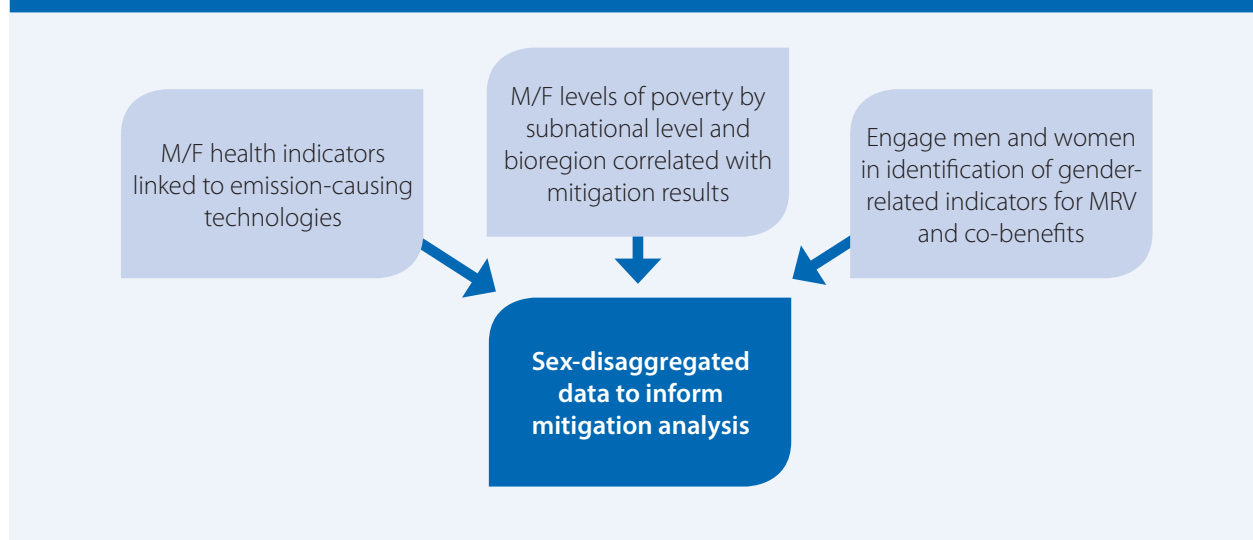 M/F health indicators
linked to emission-causing
technologies
M/F levels of poverty by
subnational level and
bioregion correlated with
mitigation results
Engage men and women
in identification of gender-
related indicators for MRV
and co-benefits
Sex-disaggregated
data to inform
mitigation analysis